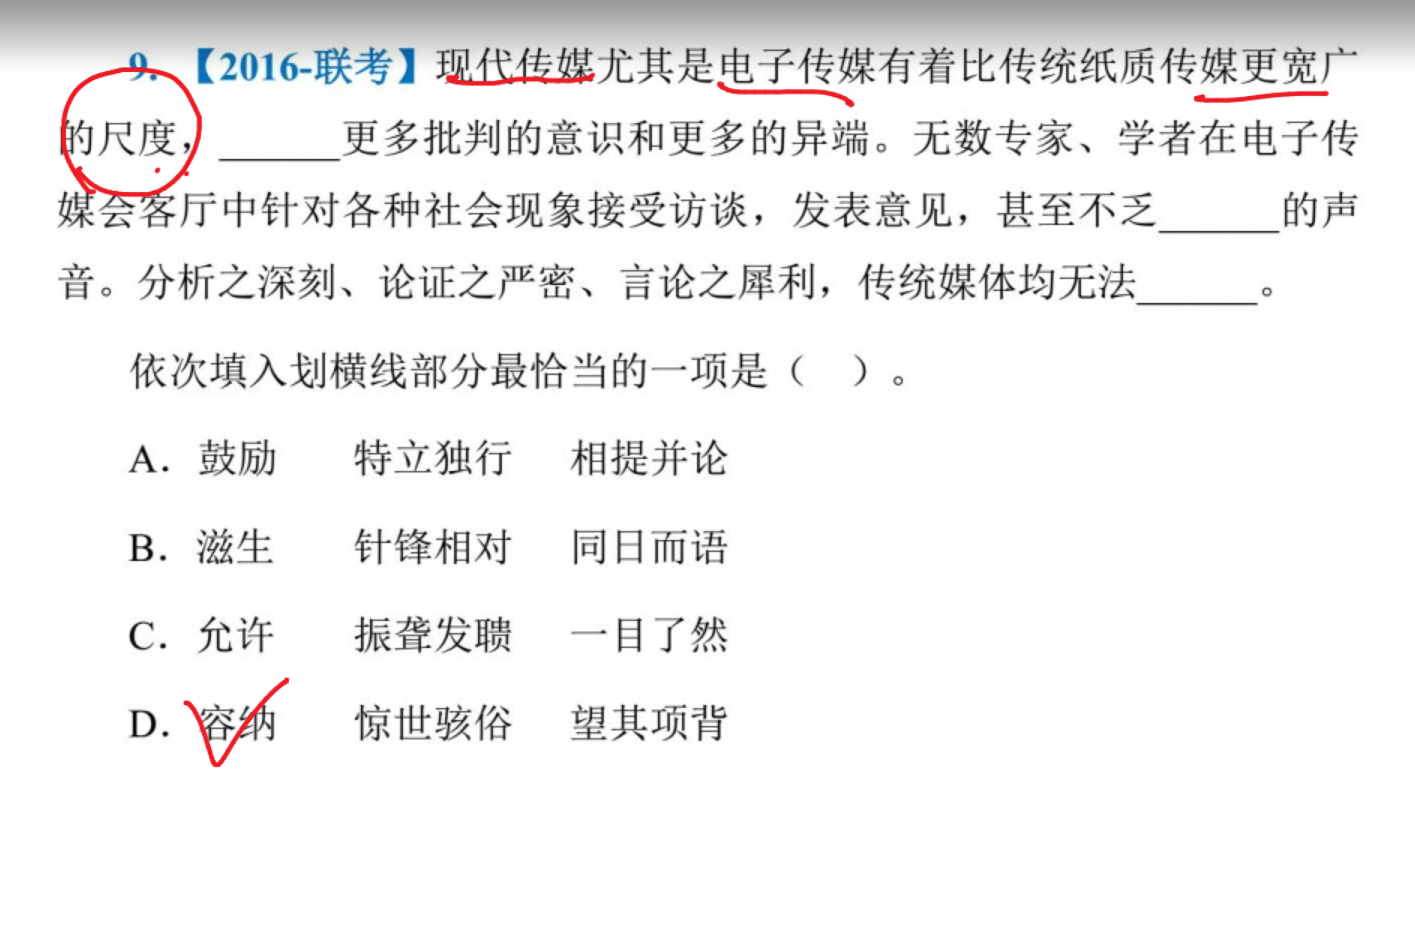 9. 【2016-联考】现代传媒尤其是电子传媒有着比传统纸质传媒更宽广
的尺度，______更多批判的意识和更多的异端。无数专家、学者在电子传
媒会客厅中针对各种社会现象接受访谈，发表意见，甚至不乏______的声
音。分析之深刻、论证之严密、言论之犀利，传统媒体均无法______。
依次填入划横线部分最恰当的一项是（ ）。
A. 鼓励 特立独行 相提并论
B. 滋生 针锋相对 同日而语
C. 允许 振聋发聩 一目了然
D. 容纳 惊世骇俗 望其项背